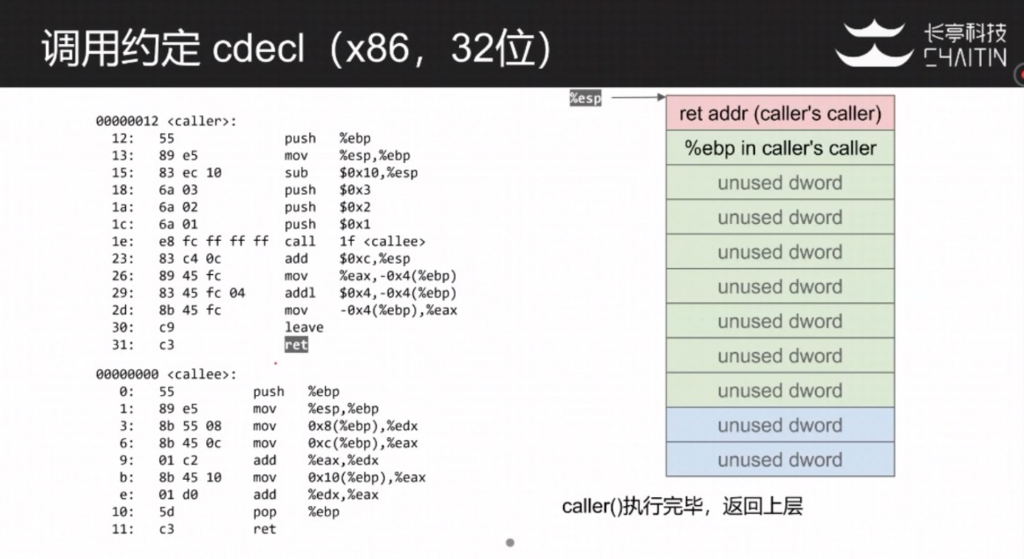 调用约定 cdecl（x86，32位）
长亭科技
CHAITIN
00000012 <caller>:
12: 55 push %ebp
13: 89 e5 mov %esp,%ebp
15: 83 ec 10 sub $0x10,%esp
18: 6a 03 push $0x3
1a: 6a 02 push $0x2
1c: 6a 01 push $0x1
1e: e8 fc ff ff ff call 1f <callee>
23: 83 c4 0c add $0xc,%esp
26: 89 45 fc mov %eax,-0x4(%ebp)
29: 83 45 fc 04 addl $0x4,-0x4(%ebp)
2d: 8b 45 fc mov -0x4(%ebp),%eax
30: c9 leave
31: c3 ret
00000000 <callee>:
0: 55 push %ebp
1: 89 e5 mov %esp,%ebp
3: 8b 55 08 mov 0x8(%ebp),%edx
6: 8b 45 0c mov 0xc(%ebp),%eax
9: 01 c2 add %eax,%edx
b: 8b 45 10 mov 0x10(%ebp),%eax
e: 01 d0 add %edx,%eax
10: 5d pop %ebp
11: c3 ret
%esp
ret addr (caller's caller)
%ebp in caller's caller
unused dword
unused dword
unused dword
unused dword
unused dword
unused dword
unused dword
unused dword
unused dword
caller()执行完毕，返回上层